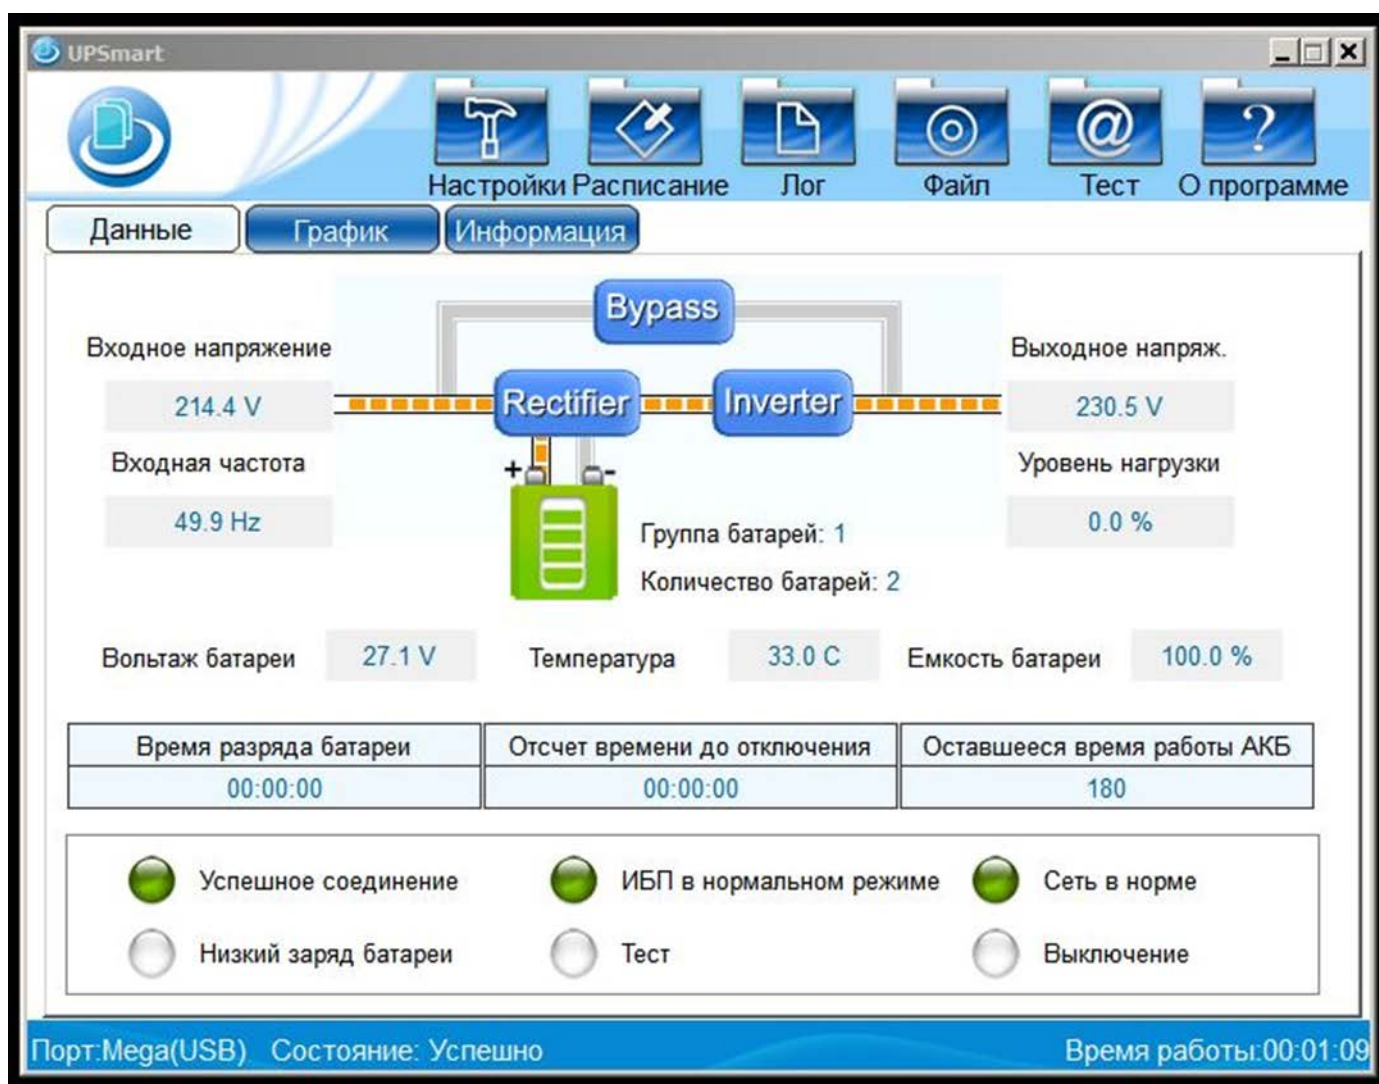 UPSmart
Настройки Расписание Лог Файл Тест О программе
Данные График Информация
Bypass
Входное напряжение Выходное напряж.
214.4 V Rectifier Inverter 230.5 V
Входная частота + - Уровень нагрузки
49.9 Hz 0.0 %
Группа батарей: 1
Количество батарей: 2
Вольтаж батареи 27.1 V Температура 33.0 C Емкость батареи 100.0 %
Время разряда батареи Отсчет времени до отключения Оставшееся время работы АКБ
00:00:00 00:00:00 180
Успешное соединение ИБП в нормальном режиме Сеть в норме
Низкий заряд батареи Тест Выключение
Порт:Mega(USB) Состояние: Успешно Время работы:00:01:09